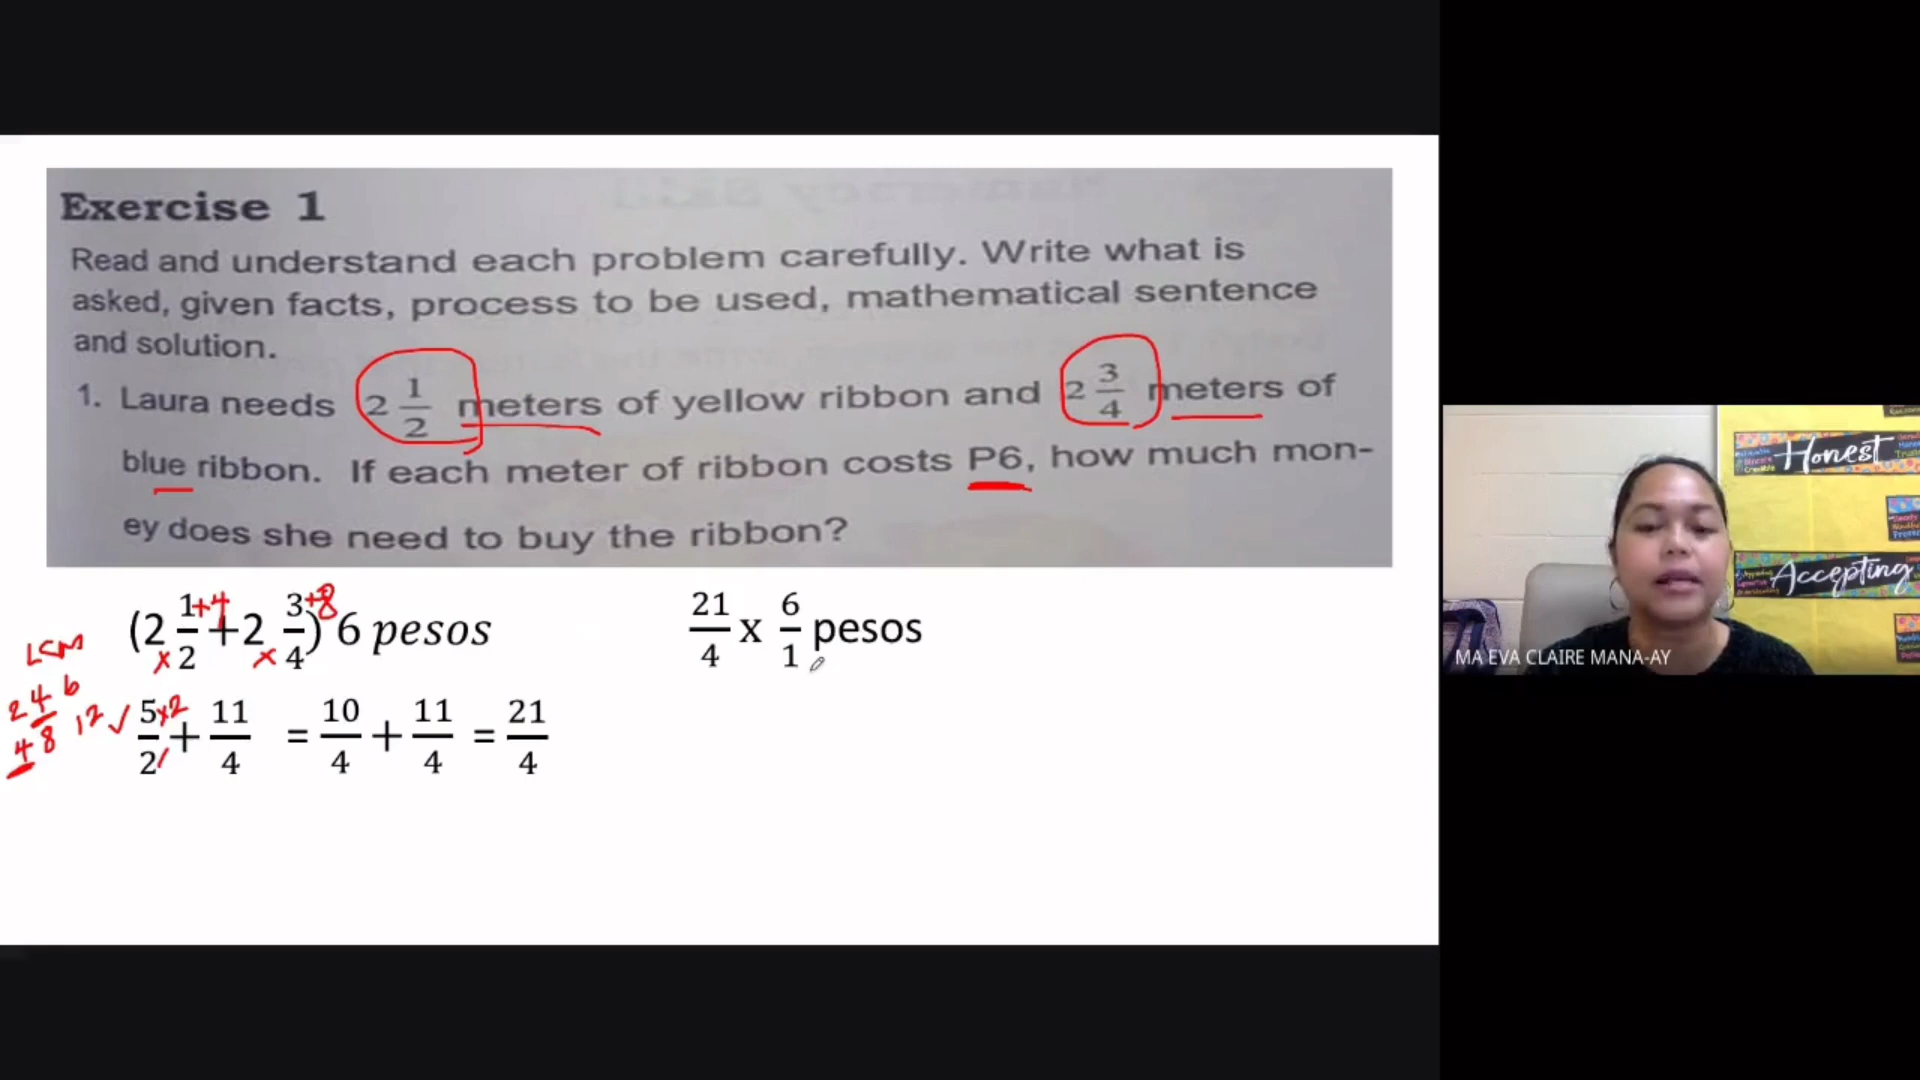 Exercise 1
Read and understand each problem carefully. Write what is
asked, given facts, process to be used, mathematical sentence
and solution.
1. Laura needs 2 1/2 meters of yellow ribbon and 2 3/4 meters of
blue ribbon. If each meter of ribbon costs P6, how much mon-
ey does she need to buy the ribbon?
(2 1/2 + 2 3/4) 6 pesos
+4 +8
x x
LCM
2 4 6
4 8 12 ✓
5/2 + 11/4 = 10/4 + 11/4 = 21/4
x2
21/4 x 6/1 pesos
Honest
Accepting
MA EVA CLAIRE MANA-AY